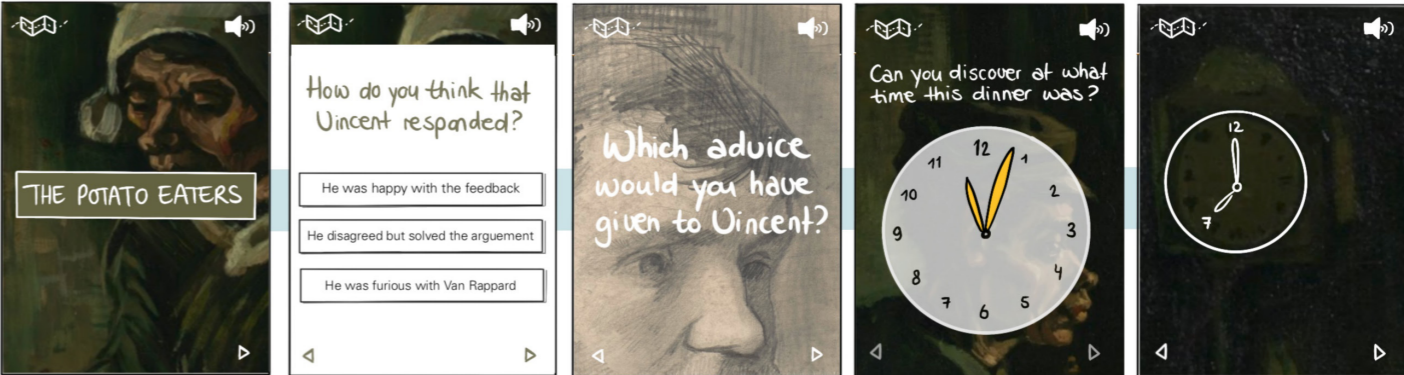 THE POTATO EATERS
How do you think that
Vincent responded?
He was happy with the feedback
He disagreed but solved the arguement
He was furious with Van Rappard
Which advice
would you have
given to Vincent?
Can you discover at what
time this dinner was?
12
1
2
3
4
5
6
7
8
9
10
11
12
7